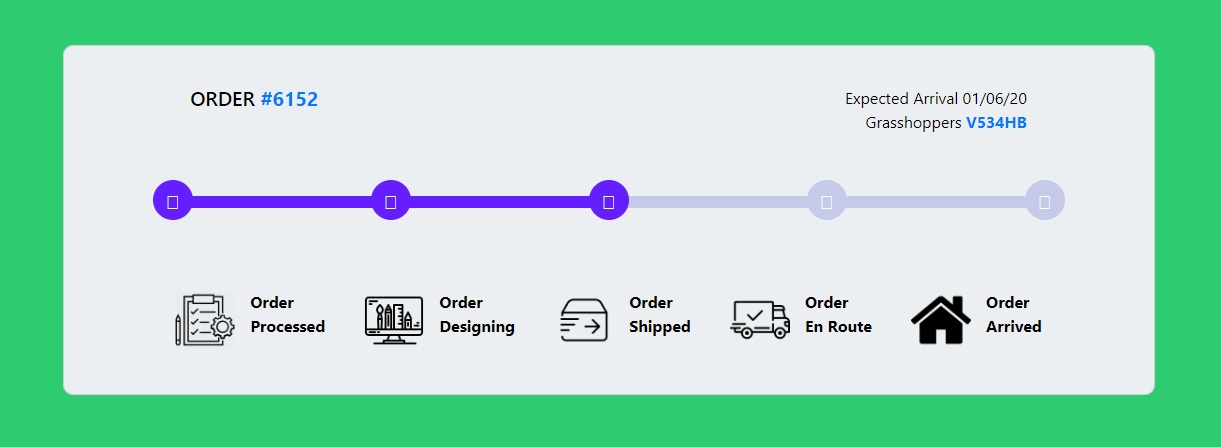 ORDER #6152
Expected Arrival 01/06/20
Grasshoppers V534HB
Order
Processed
Order
Designing
Order
Shipped
Order
En Route
Order
Arrived